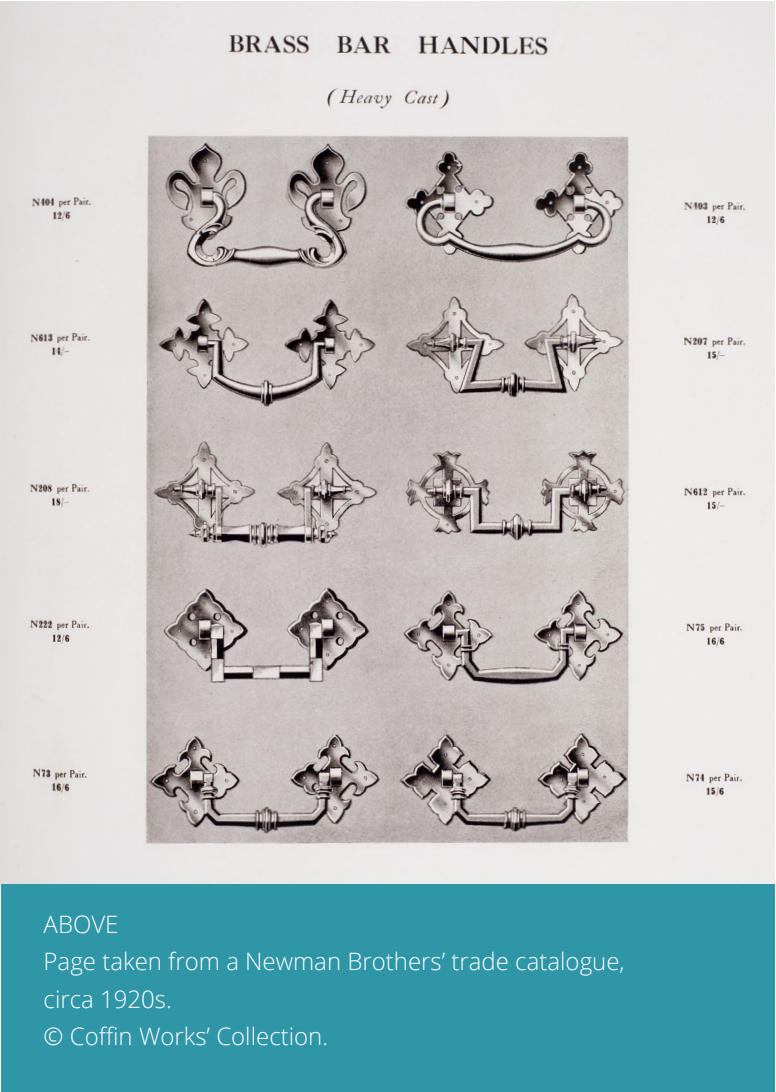 BRASS BAR HANDLES
(Heavy Cast)
N404 per Pair.
12/6
N403 per Pair.
12/6
N613 per Pair.
14/-
N207 per Pair.
15/-
N208 per Pair.
18/-
N612 per Pair.
15/-
N222 per Pair.
12/6
N75 per Pair.
16/6
N73 per Pair.
16/6
N74 per Pair.
15/6
ABOVE
Page taken from a Newman Brothers’ trade catalogue,
circa 1920s.
© Coffin Works’ Collection.